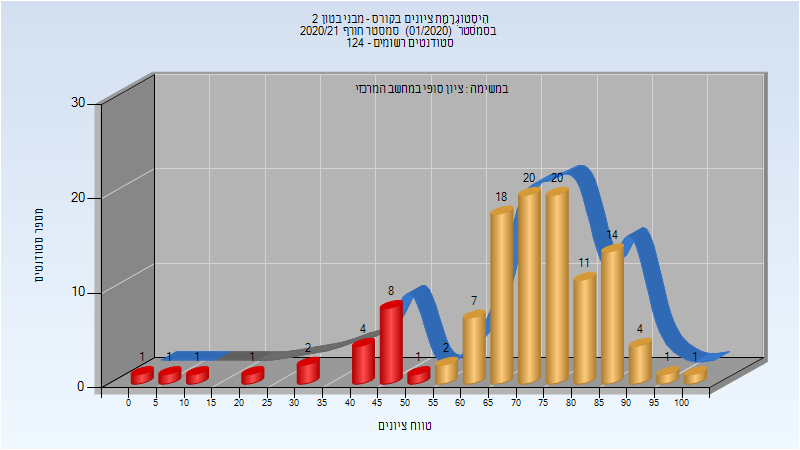 היסטוגרמת ציונים בקורס - מבני בטון 2
בסמסטר (01/2020) סמסטר חורף 2020/21
סטודנטים רשומים - 124
במשימה : ציון סופי במחשב המרכזי
מספר סטודנטים
30
20
10
0
1 1 1 1 2 4 8 1 2 7 18 20 20 11 14 4 1 1
0 5 10 15 20 25 30 35 40 45 50 55 60 65 70 75 80 85 90 95 100
טווח ציונים